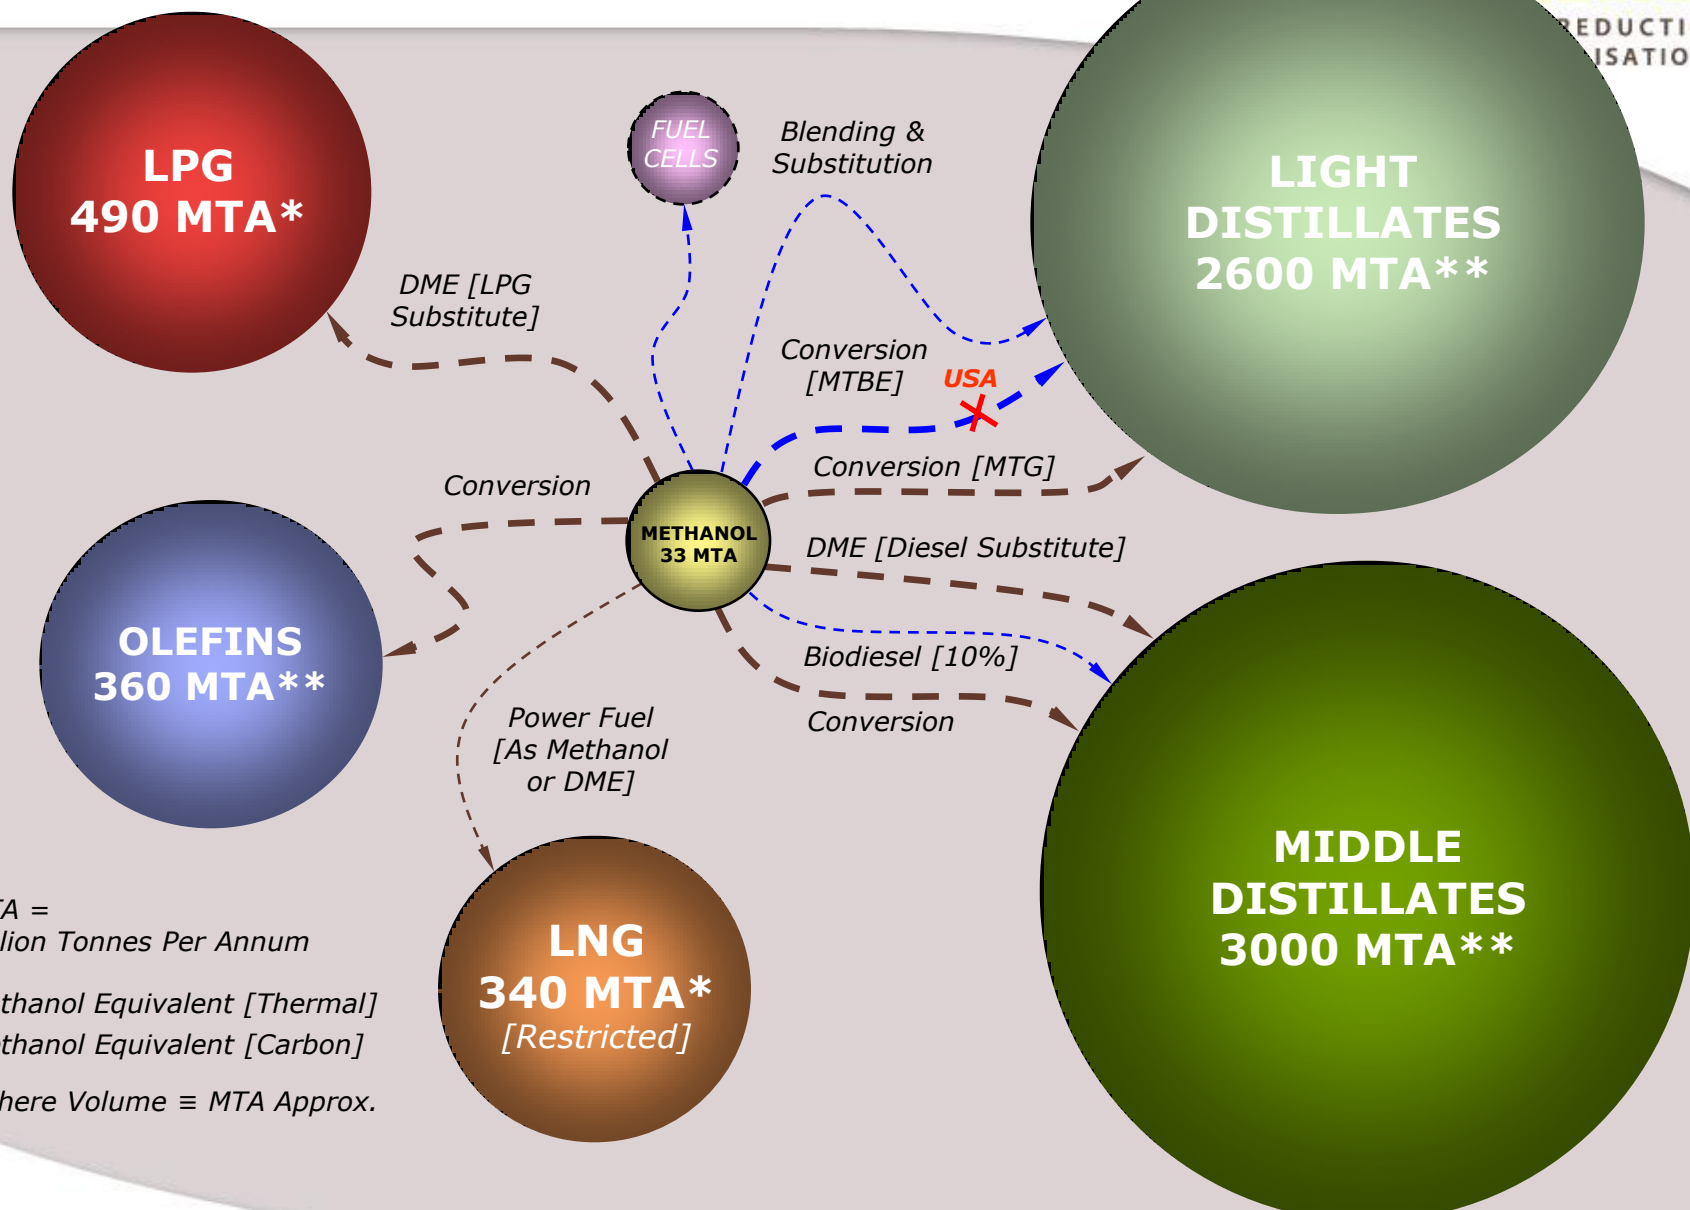 EDUCTI
ISATIO
LPG
490 MTA*
FUEL
CELLS
Blending &
Substitution
LIGHT
DISTILLATES
2600 MTA**
DME [LPG
Substitute]
Conversion
[MTBE]
USA
Conversion [MTG]
Conversion
METHANOL
33 MTA
DME [Diesel Substitute]
OLEFINS
360 MTA**
Biodiesel [10%]
Conversion
Power Fuel
[As Methanol
or DME]
MIDDLE
DISTILLATES
3000 MTA**
LNG
340 MTA*
[Restricted]
TA =
lion Tonnes Per Annum
thanol Equivalent [Thermal]
thanol Equivalent [Carbon]
here Volume ≡ MTA Approx.